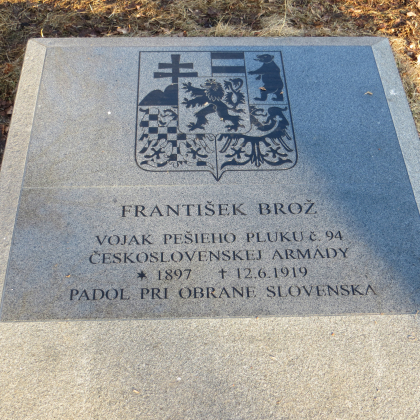 FRANTIŠEK BROŽ
VOJAK PEŠIEHO PLUKU č. 94
ČESKOSLOVENSKEJ ARMÁDY
✶ 1897 † 12.6.1919
PADOL PRI OBRANE SLOVENSKA